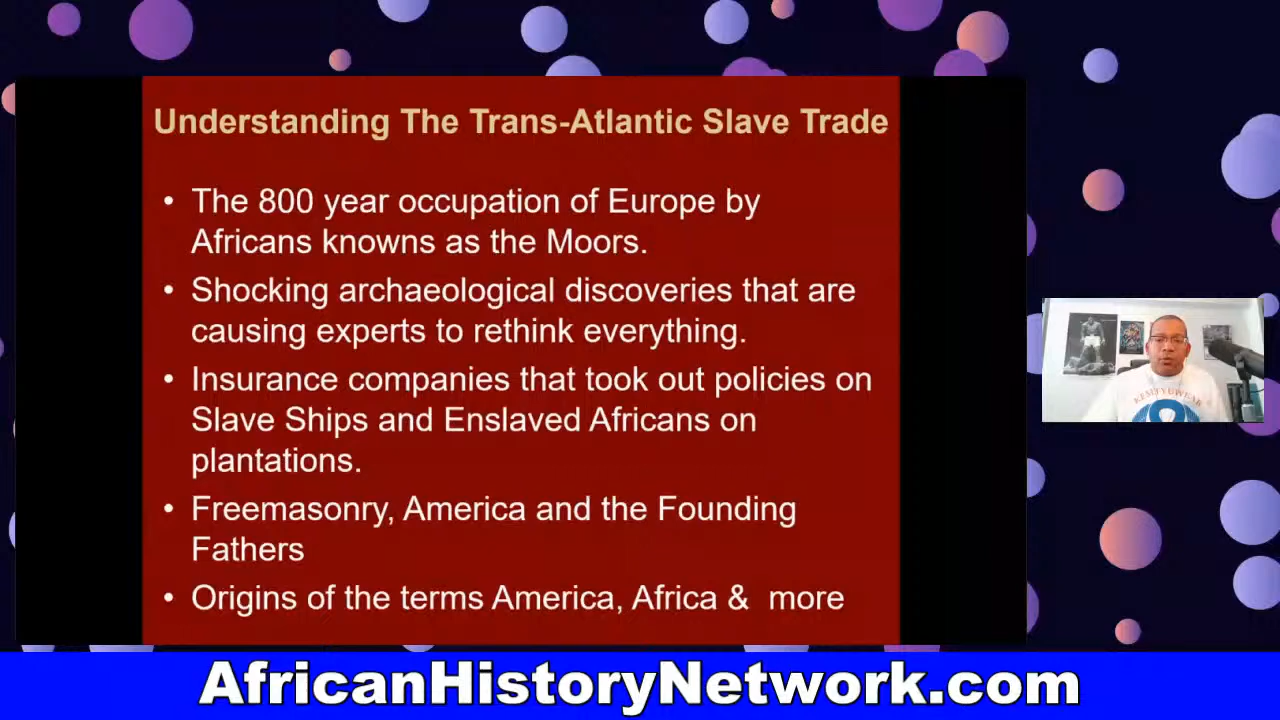 Understanding The Trans-Atlantic Slave Trade
• The 800 year occupation of Europe by
Africans knowns as the Moors.
• Shocking archaeological discoveries that are
causing experts to rethink everything.
• Insurance companies that took out policies on
Slave Ships and Enslaved Africans on
plantations.
• Freemasonry, America and the Founding
Fathers
• Origins of the terms America, Africa &  more
KEMETYUWEAR
AfricanHistoryNetwork.com